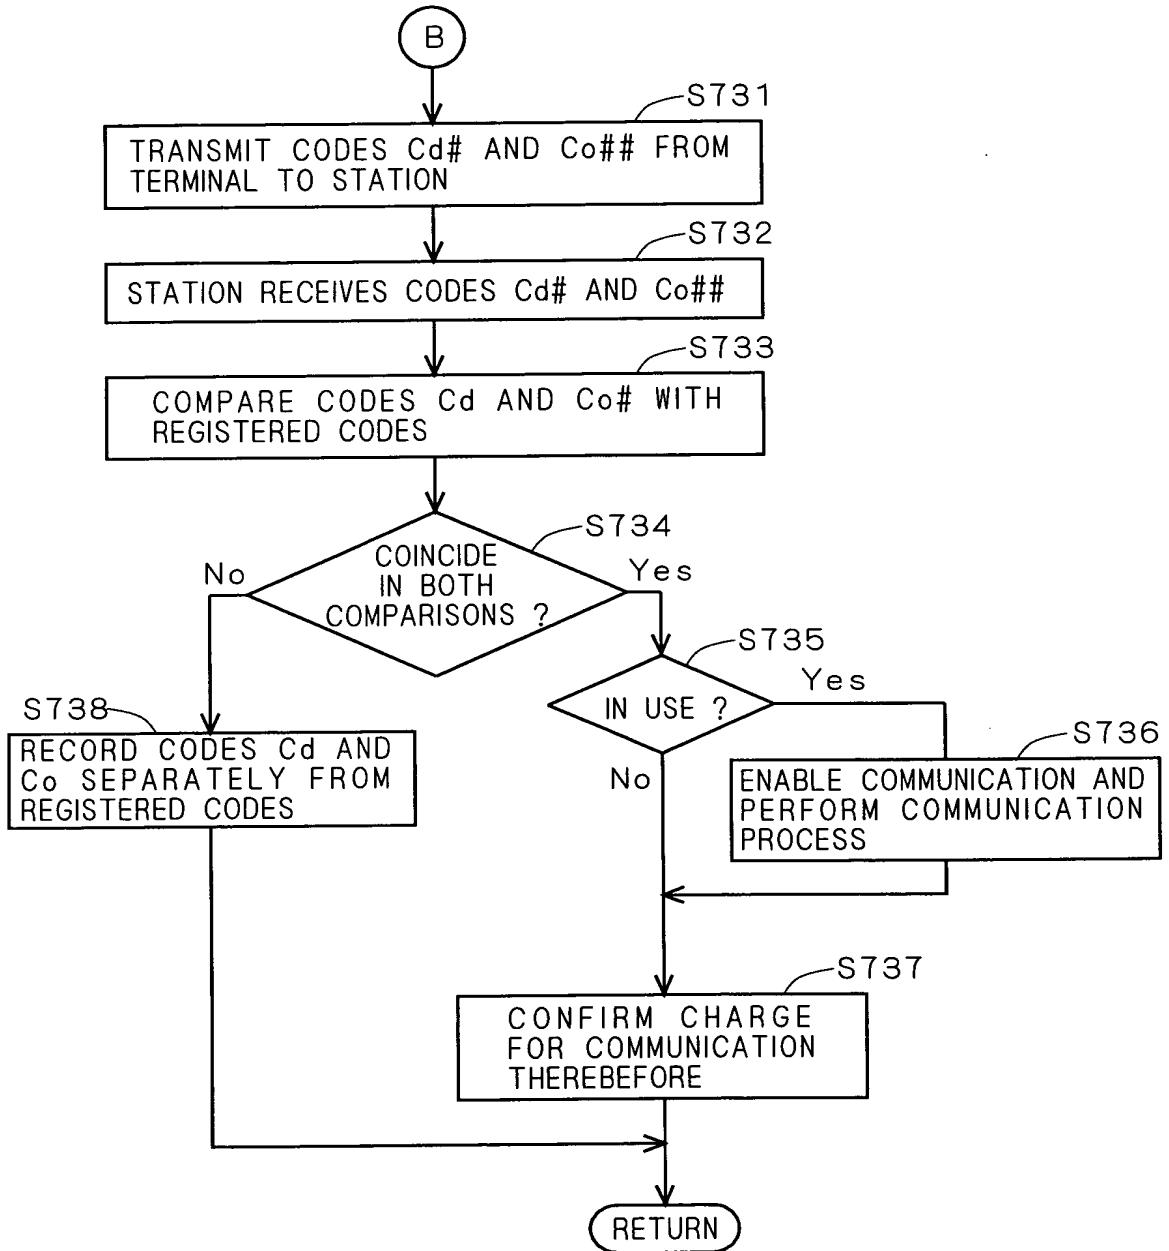 B
S731
TRANSMIT CODES Cd# AND Co## FROM
TERMINAL TO STATION
S732
STATION RECEIVES CODES Cd# AND Co##
S733
COMPARE CODES Cd AND Co# WITH
REGISTERED CODES
S734
COINCIDE
IN BOTH
COMPARISONS ?
No
Yes
S735
IN USE ?
Yes
No
S738
RECORD CODES Cd AND
Co SEPARATELY FROM
REGISTERED CODES
S736
ENABLE COMMUNICATION AND
PERFORM COMMUNICATION
PROCESS
S737
CONFIRM CHARGE
FOR COMMUNICATION
THEREBEFORE
RETURN